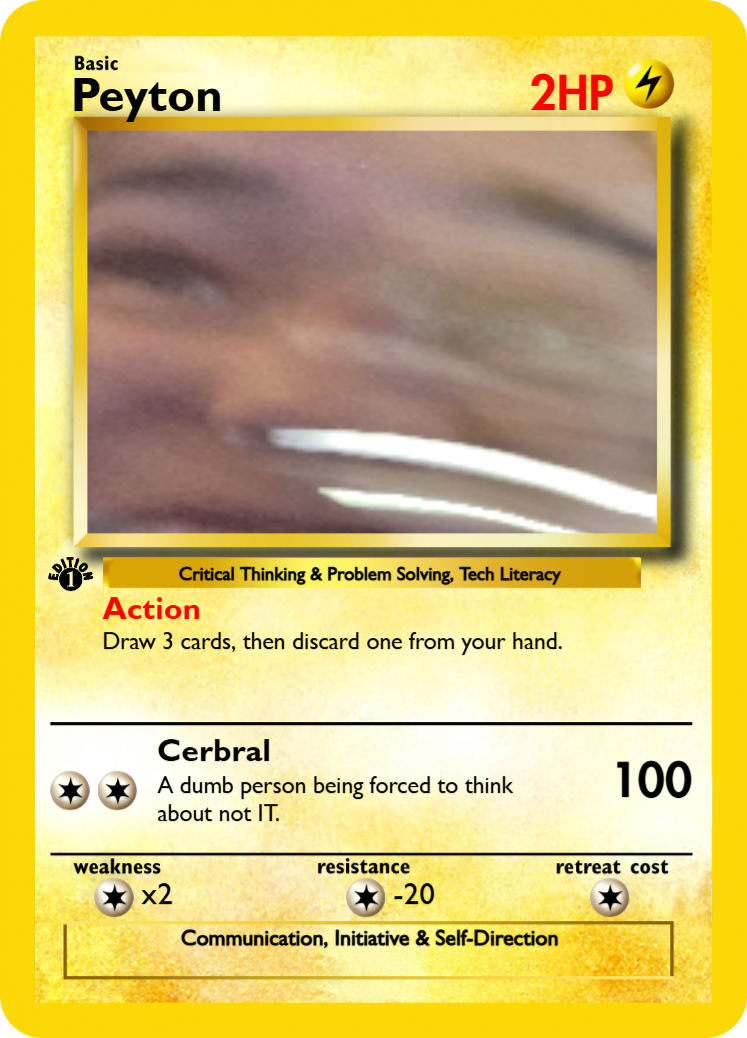 Basic
Peyton
2HP
EDITION
1
Critical Thinking & Problem Solving, Tech Literacy
Action
Draw 3 cards, then discard one from your hand.
Cerbral
A dumb person being forced to think
about not IT.
100
weakness
x2
resistance
-20
retreat cost
Communication, Initiative & Self-Direction